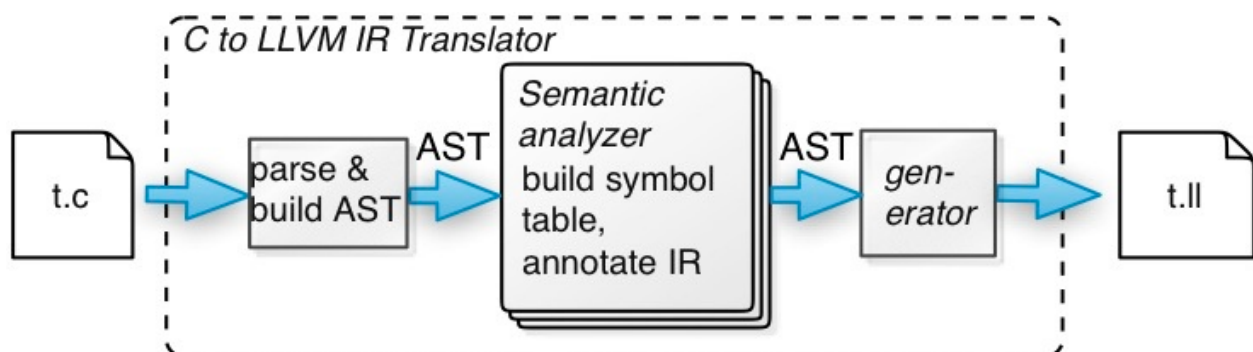 C to LLVM IR Translator
t.c
parse &
build AST
AST
Semantic
analyzer
build symbol
table,
annotate IR
AST
gen-
erator
t.ll